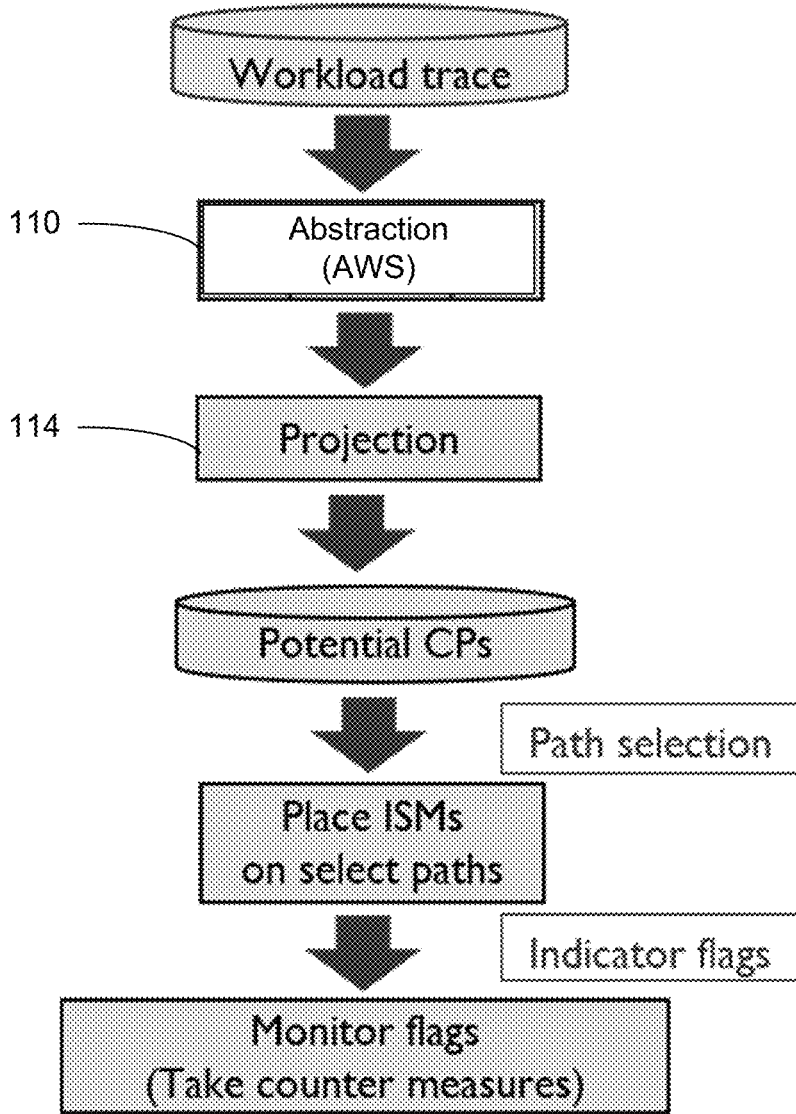 Workload trace
110
Abstraction
(AWS)
114
Projection
Potential CPs
Path selection
Place ISMs
on select paths
Indicator flags
Monitor flags
(Take counter measures)